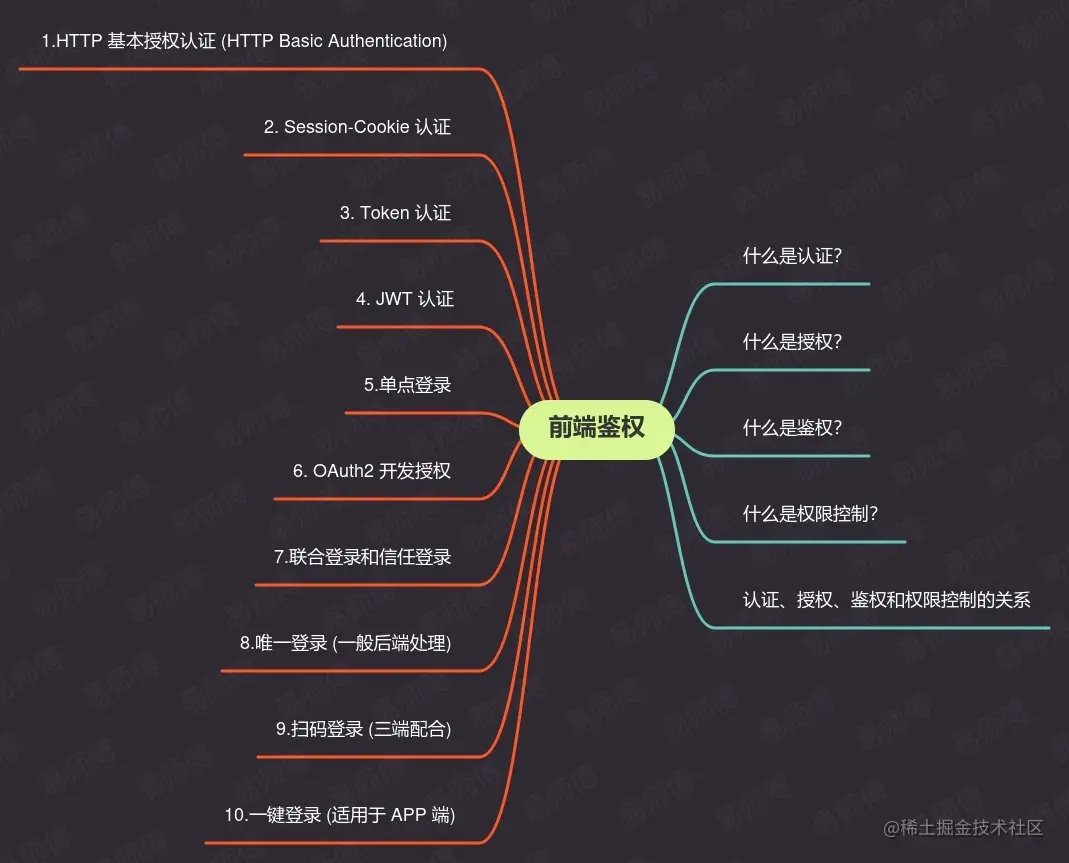 1.HTTP 基本授权认证 (HTTP Basic Authentication)
2. Session-Cookie 认证
3. Token 认证
4. JWT 认证
5.单点登录
6. OAuth2 开发授权
7.联合登录和信任登录
8.唯一登录 (一般后端处理)
9.扫码登录 (三端配合)
10.一键登录 (适用于 APP 端)
前端鉴权
什么是认证?
什么是授权?
什么是鉴权?
什么是权限控制?
认证、授权、鉴权和权限控制的关系
@稀土掘金技术社区